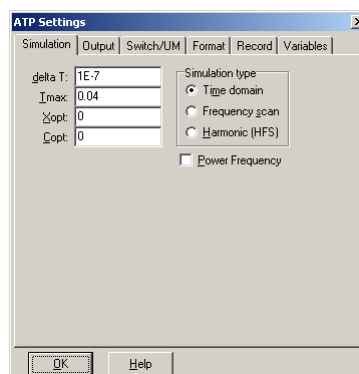 ATP Settings
Simulation Output Switch/UM Format Record Variables
delta T: 1E-7
Tmax: 0.04
Xopt: 0
Copt: 0
Simulation type
Time domain
Frequency scan
Harmonic (HFS)
Power Frequency
OK Help